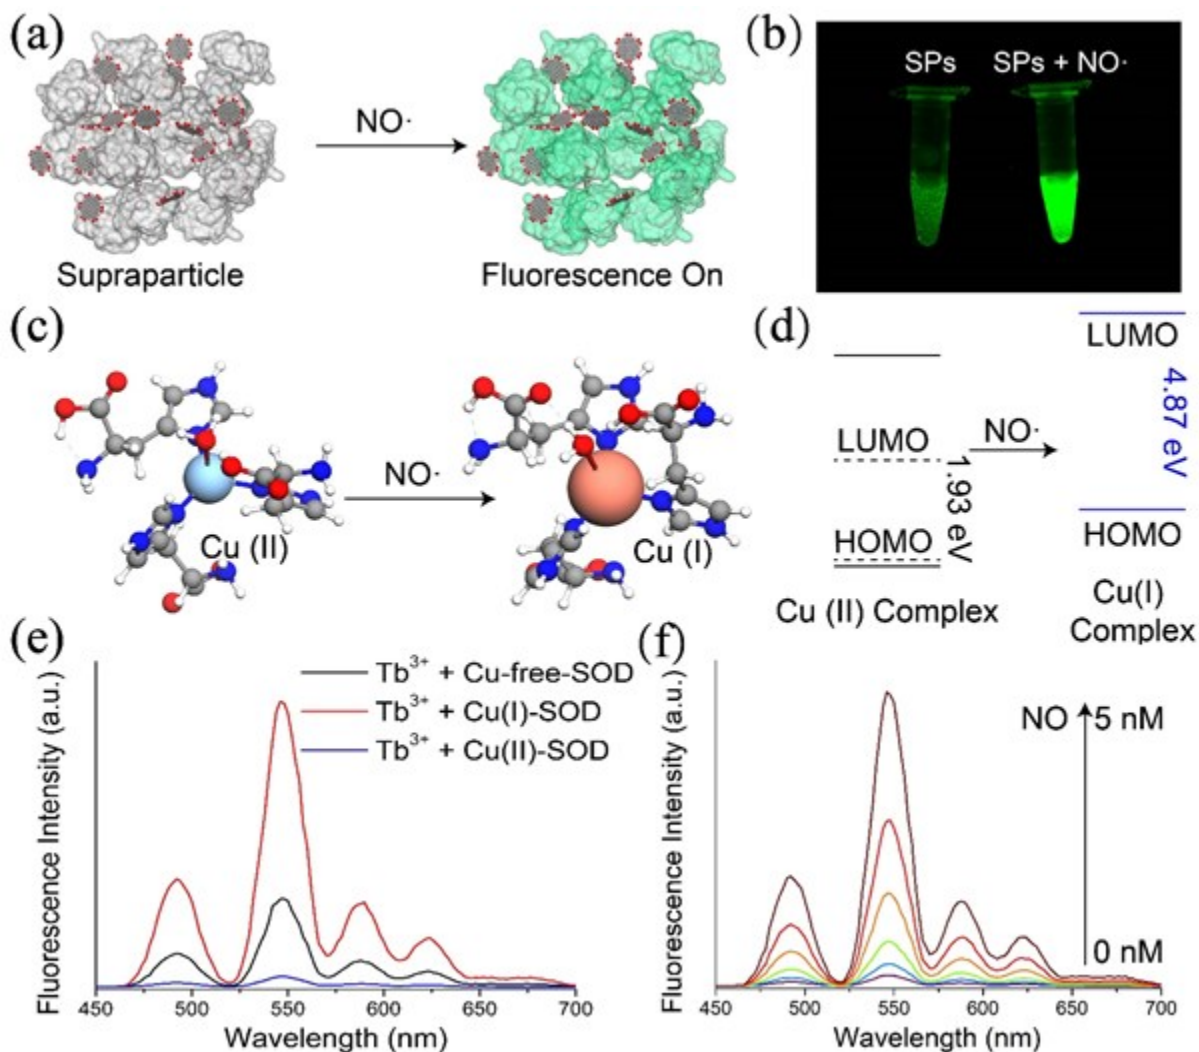 (a)
NO·
Supraparticle
Fluorescence On
(b)
SPs
SPs + NO·
(c)
Cu (II)
NO·
Cu (I)
(d)
LUMO
HOMO
1.93 eV
Cu (II) Complex
NO·
LUMO
4.87 eV
HOMO
Cu(I)
Complex
(e)
Fluorescence Intensity (a.u.)
Tb³⁺ + Cu-free-SOD
Tb³⁺ + Cu(I)-SOD
Tb³⁺ + Cu(II)-SOD
450 500 550 600 650 700
Wavelength (nm)
(f)
Fluorescence Intensity (a.u.)
NO
5 nM
0 nM
450 500 550 600 650 700
Wavelength (nm)